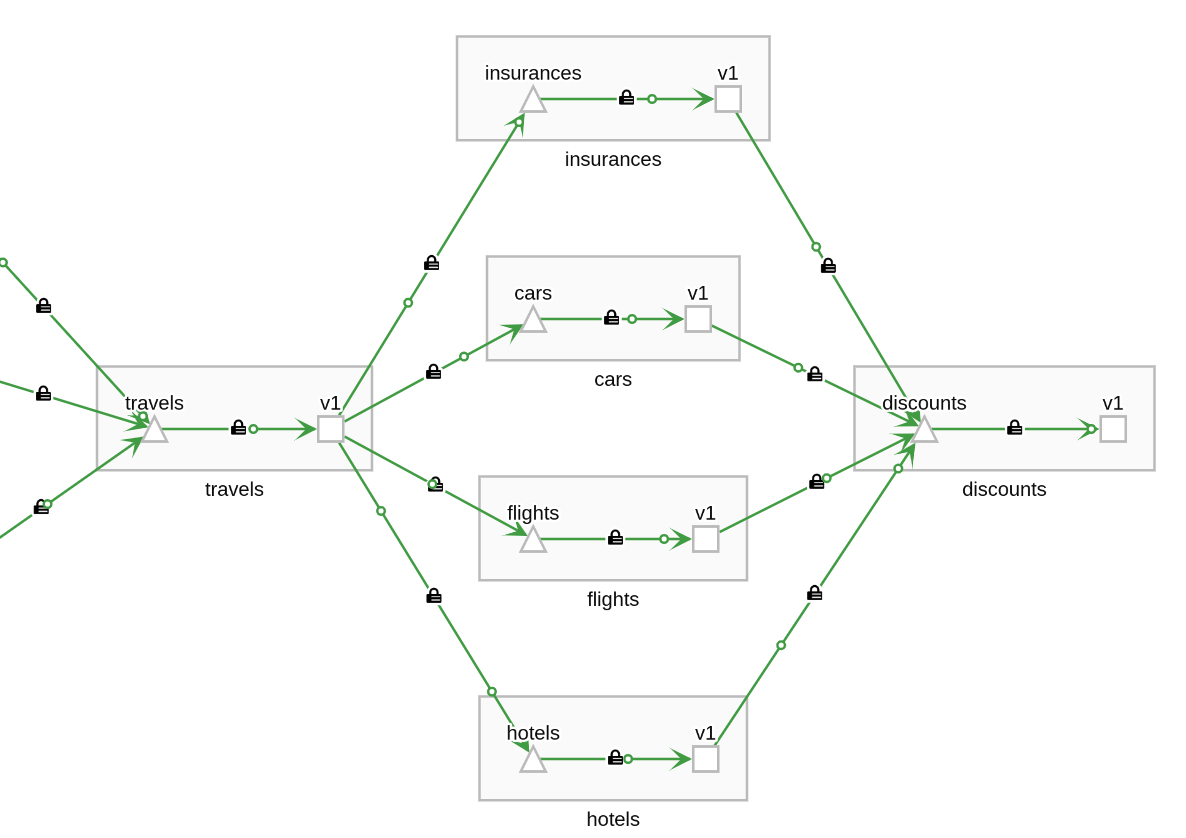 insurances
v1
insurances
cars
v1
cars
travels
v1
travels
discounts
v1
discounts
flights
v1
flights
hotels
v1
hotels